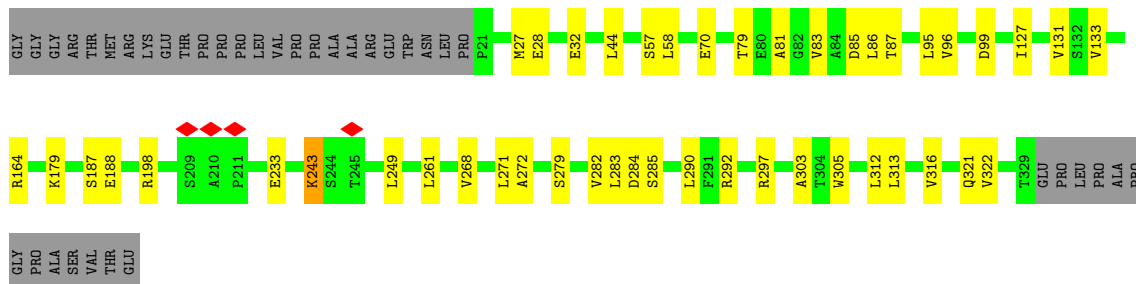 GLY GLY GLY ARG THR MET ARG LYS GLU THR PRO PRO PRO LEU VAL PRO PRO ALA ALA ARG GLU TRP ASN LEU PRO P21 M27 E28 E32 L44 S57 L58 E70 T79 E80 A81 G82 V83 A84 D85 L86 T87 L95 V96 D99 I127 V131 S132 V133
R164 K179 S187 E188 R198 S209 A210 P211 E233 K243 S244 T245 L249 L261 V268 L271 A272 S279 V282 L283 D284 S285 L290 F291 R292 R297 A303 T304 W305 L312 L313 V316 Q321 V322 T329 GLU PRO LEU PRO ALA PRO
GLY PRO ALA SER VAL THR GLU